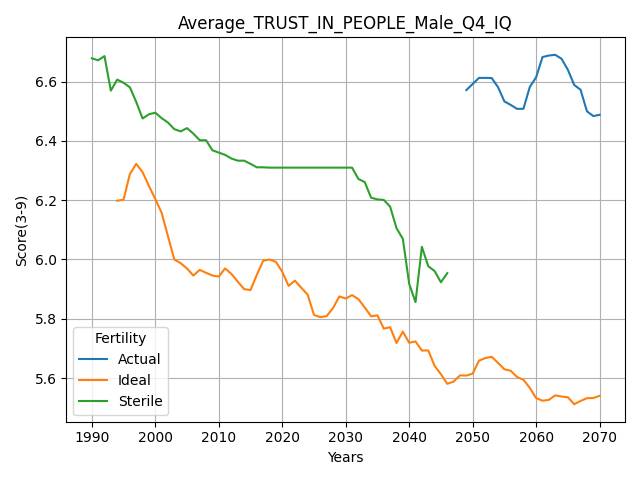 Average_TRUST_IN_PEOPLE_Male_Q4_IQ
Score(3-9)
6.6
6.4
6.2
6.0
5.8
5.6
Fertility
Actual
Ideal
Sterile
1990 2000 2010 2020 2030 2040 2050 2060 2070
Years